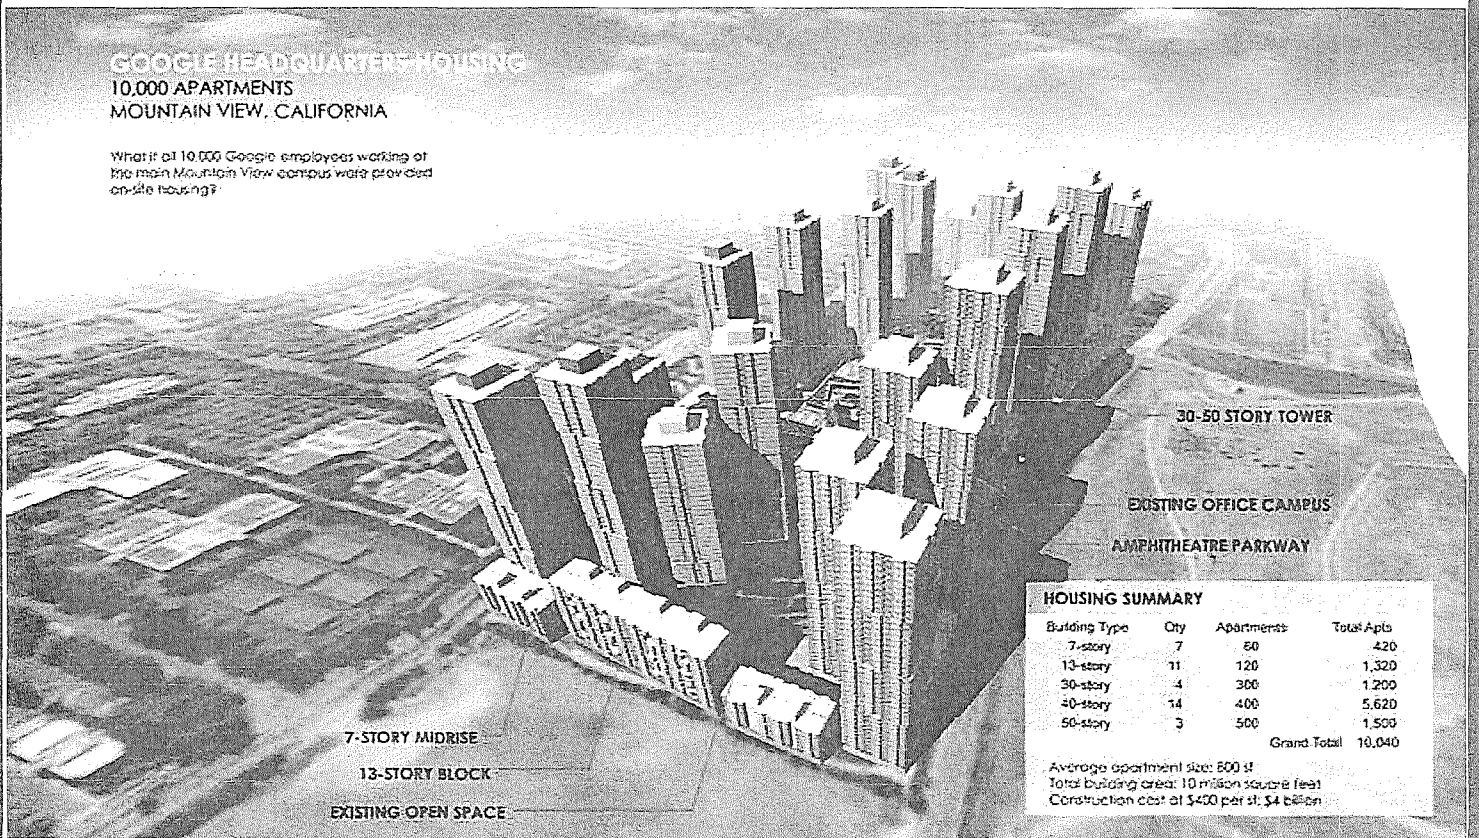 GOOGLE HEADQUARTERS HOUSING
10,000 APARTMENTS
MOUNTAIN VIEW, CALIFORNIA
What if all 10,000 Google employees working at
the main Mountain View campus were provided
on-site housing?
30-50 STORY TOWER
EXISTING OFFICE CAMPUS
AMPHITHEATRE PARKWAY
7-STORY MIDRISE
13-STORY BLOCK
EXISTING OPEN SPACE
HOUSING SUMMARY
Building Type Qty Apartments Total Apts
7-story 7 60 420
13-story 11 120 1,320
30-story 4 300 1,200
40-story 14 400 5,620
50-story 3 500 1,500
Grand Total 10,040
Average apartment size: 800 sf
Total building area: 10 million square feet
Construction cost at $400 per sf: $4 billion